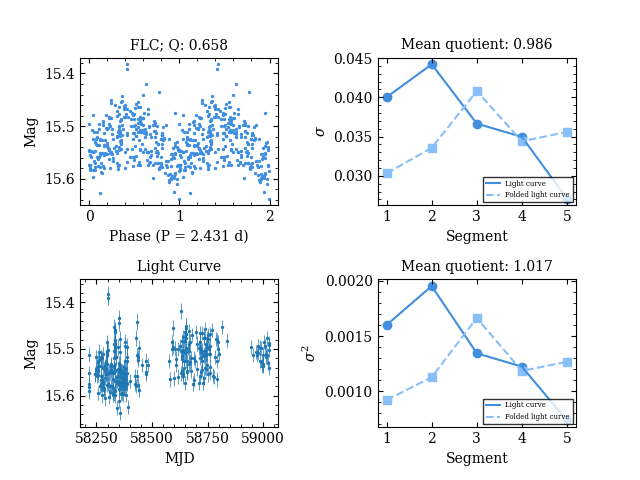 FLC; Q: 0.658
Mag
15.4
15.5
15.6
0
1
2
Phase (P = 2.431 d)
Mean quotient: 0.986
σ
0.045
0.040
0.035
0.030
Light curve
Folded light curve
1
2
3
4
5
Segment
Light Curve
Mag
15.4
15.5
15.6
58250
58500
58750
59000
MJD
Mean quotient: 1.017
σ²
0.0020
0.0015
0.0010
Light curve
Folded light curve
1
2
3
4
5
Segment